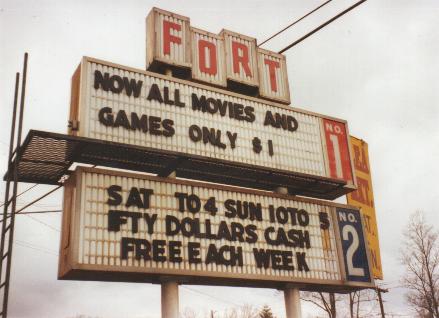 FORT
NOW ALL MOVIES AND
GAMES ONLY $1
NO.
1
SAT TO 4 SUN 10 TO 5
IFTY DOLLARS CASH
FREE EACH WEEK
NO.
2